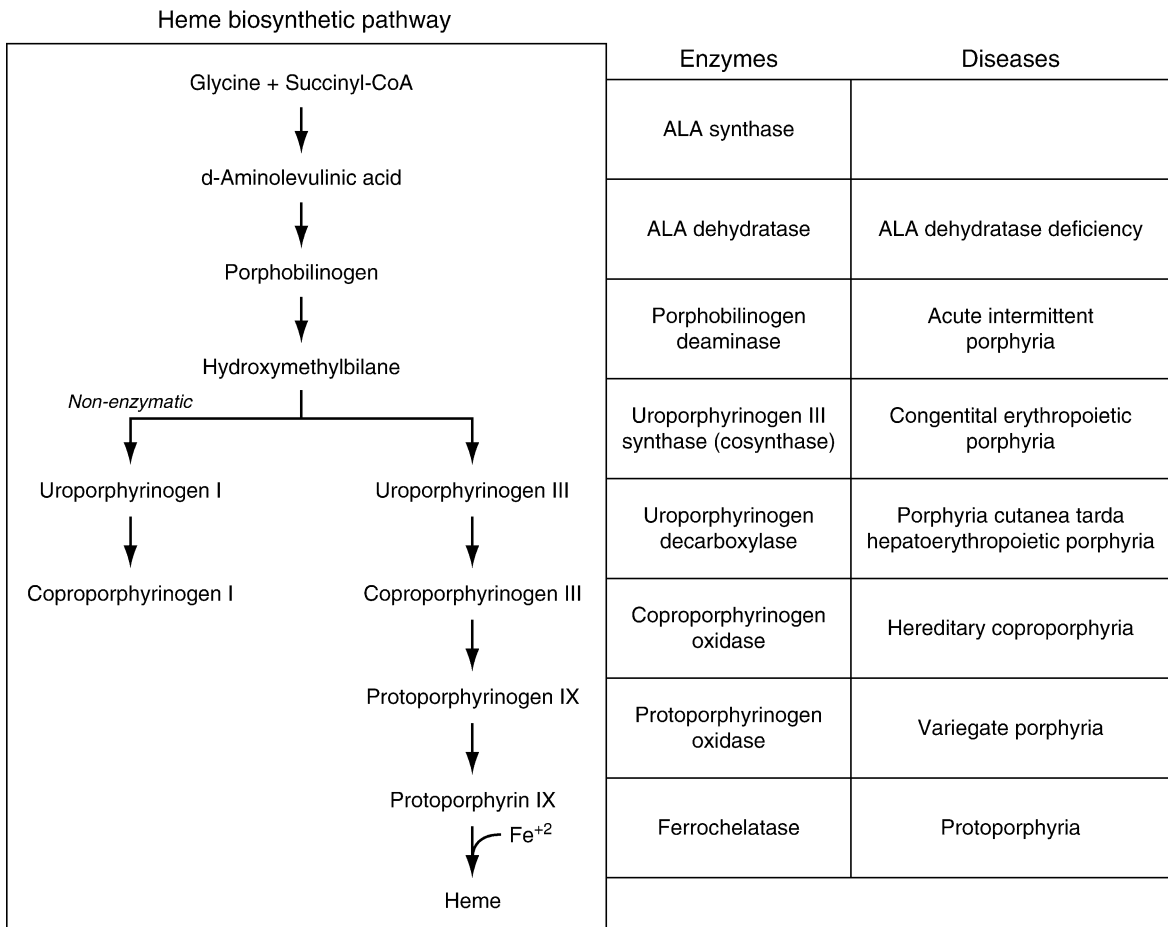 Heme biosynthetic pathway
Glycine + Succinyl-CoA
d-Aminolevulinic acid
Porphobilinogen
Hydroxymethylbilane
Non-enzymatic
Uroporphyrinogen I
Uroporphyrinogen III
Coproporphyrinogen I
Coproporphyrinogen III
Protoporphyrinogen IX
Protoporphyrin IX
Fe+2
Heme
Enzymes
Diseases
ALA synthase
ALA dehydratase
ALA dehydratase deficiency
Porphobilinogen
deaminase
Acute intermittent
porphyria
Uroporphyrinogen III
synthase (cosynthase)
Congentital erythropoietic
porphyria
Uroporphyrinogen
decarboxylase
Porphyria cutanea tarda
hepatoerythropoietic porphyria
Coproporphyrinogen
oxidase
Hereditary coproporphyria
Protoporphyrinogen
oxidase
Variegate porphyria
Ferrochelatase
Protoporphyria